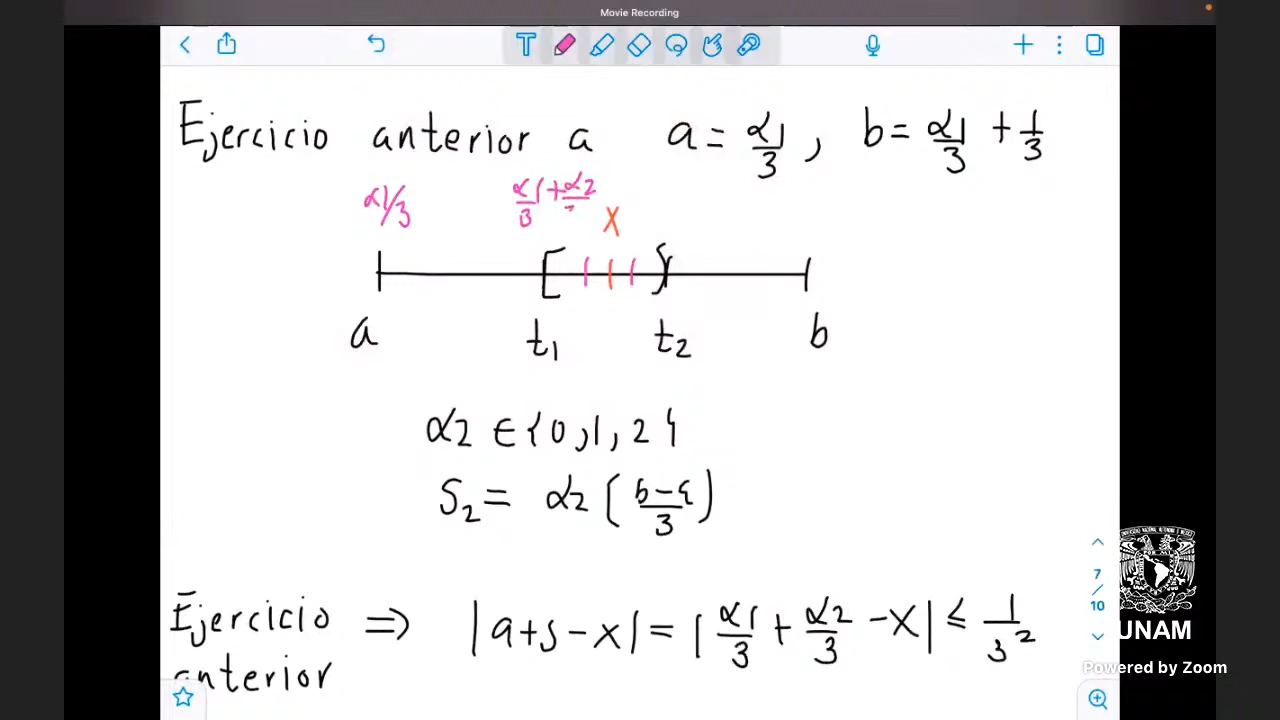 Movie Recording
Ejercicio anterior a a = α1/3 , b = α1/3 + 1/3
α1/3 α1/3 + α2/
X
a t1 t2 b
α2 ∈ {0,1,2}
S2 = α2 (b-a/3)
Ejercicio ⇒ |a+s-x| = |α1/3 + α2/3 - X| ≤ 1/3²
anterior
7
/
10
UNAM
Powered by Zoom